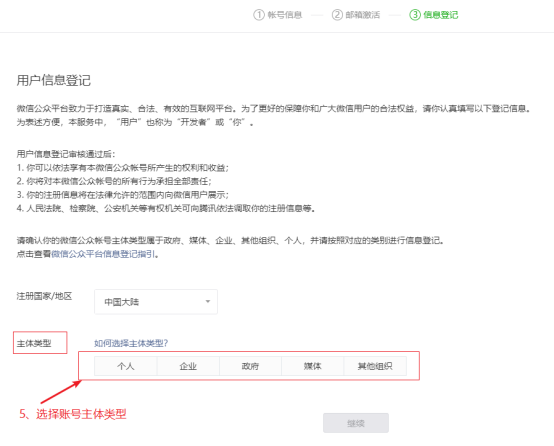 ① 帐号信息 — ② 邮箱激活 — ③ 信息登记
用户信息登记
微信公众平台致力于打造真实、合法、有效的互联网平台。为了更好的保障你和广大微信用户的合法权益，请你认真填写以下登记信息。
为表述方便，本服务中，“用户”也称为“开发者”或“你”。
用户信息登记审核通过后：
1. 你可以依法享有本微信公众帐号所产生的权利和收益；
2. 你将对本微信公众帐号的所有行为承担全部责任；
3. 你的注册信息将在法律允许的范围内向微信用户展示；
4. 人民法院、检察院、公安机关等有权机关可向腾讯依法调取你的注册信息等。
请确认你的微信公众帐号主体类型属于政府、媒体、企业、其他组织、个人，并请按照对应的类别进行信息登记。
点击查看微信公众平台信息登记指引。
注册国家/地区 中国大陆
主体类型 如何选择主体类型?
个人 企业 政府 媒体 其他组织
5、选择账号主体类型
继续